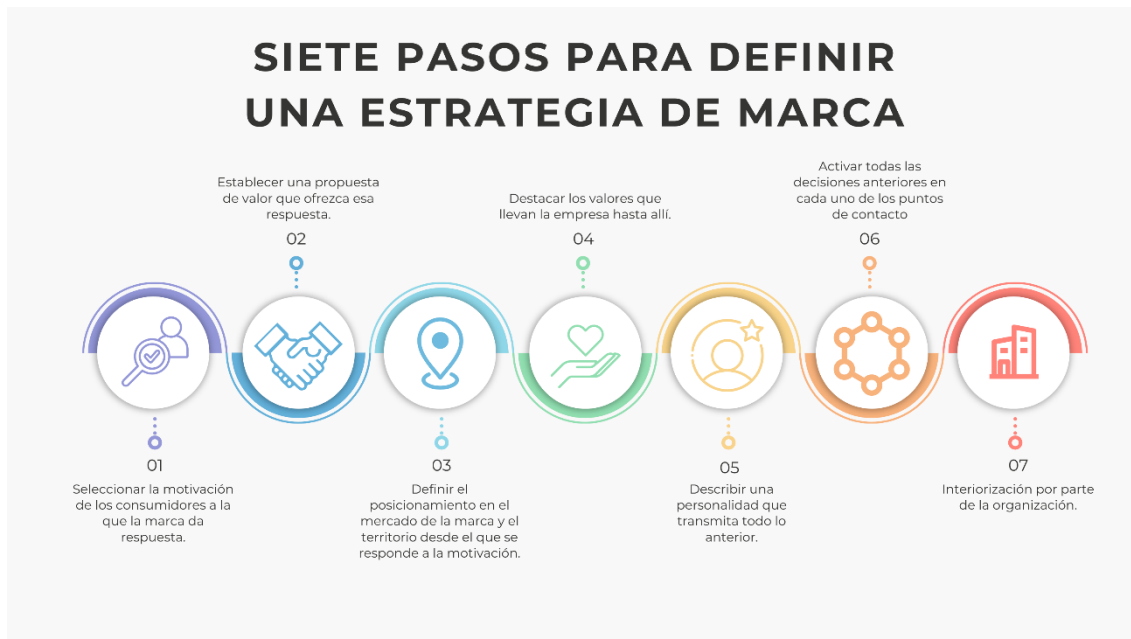 SIETE PASOS PARA DEFINIR
UNA ESTRATEGIA DE MARCA
01
Seleccionar la motivación
de los consumidores a la
que la marca da
respuesta.
Establecer una propuesta
de valor que ofrezca esa
respuesta.
02
03
Definir el
posicionamiento en el
mercado de la marca y el
territorio desde el que se
responde a la motivación.
Destacar los valores que
llevan la empresa hasta allí.
04
05
Describir una
personalidad que
transmita todo lo
anterior.
Activar todas las
decisiones anteriores en
cada uno de los puntos
de contacto
06
07
Interiorización por parte
de la organización.